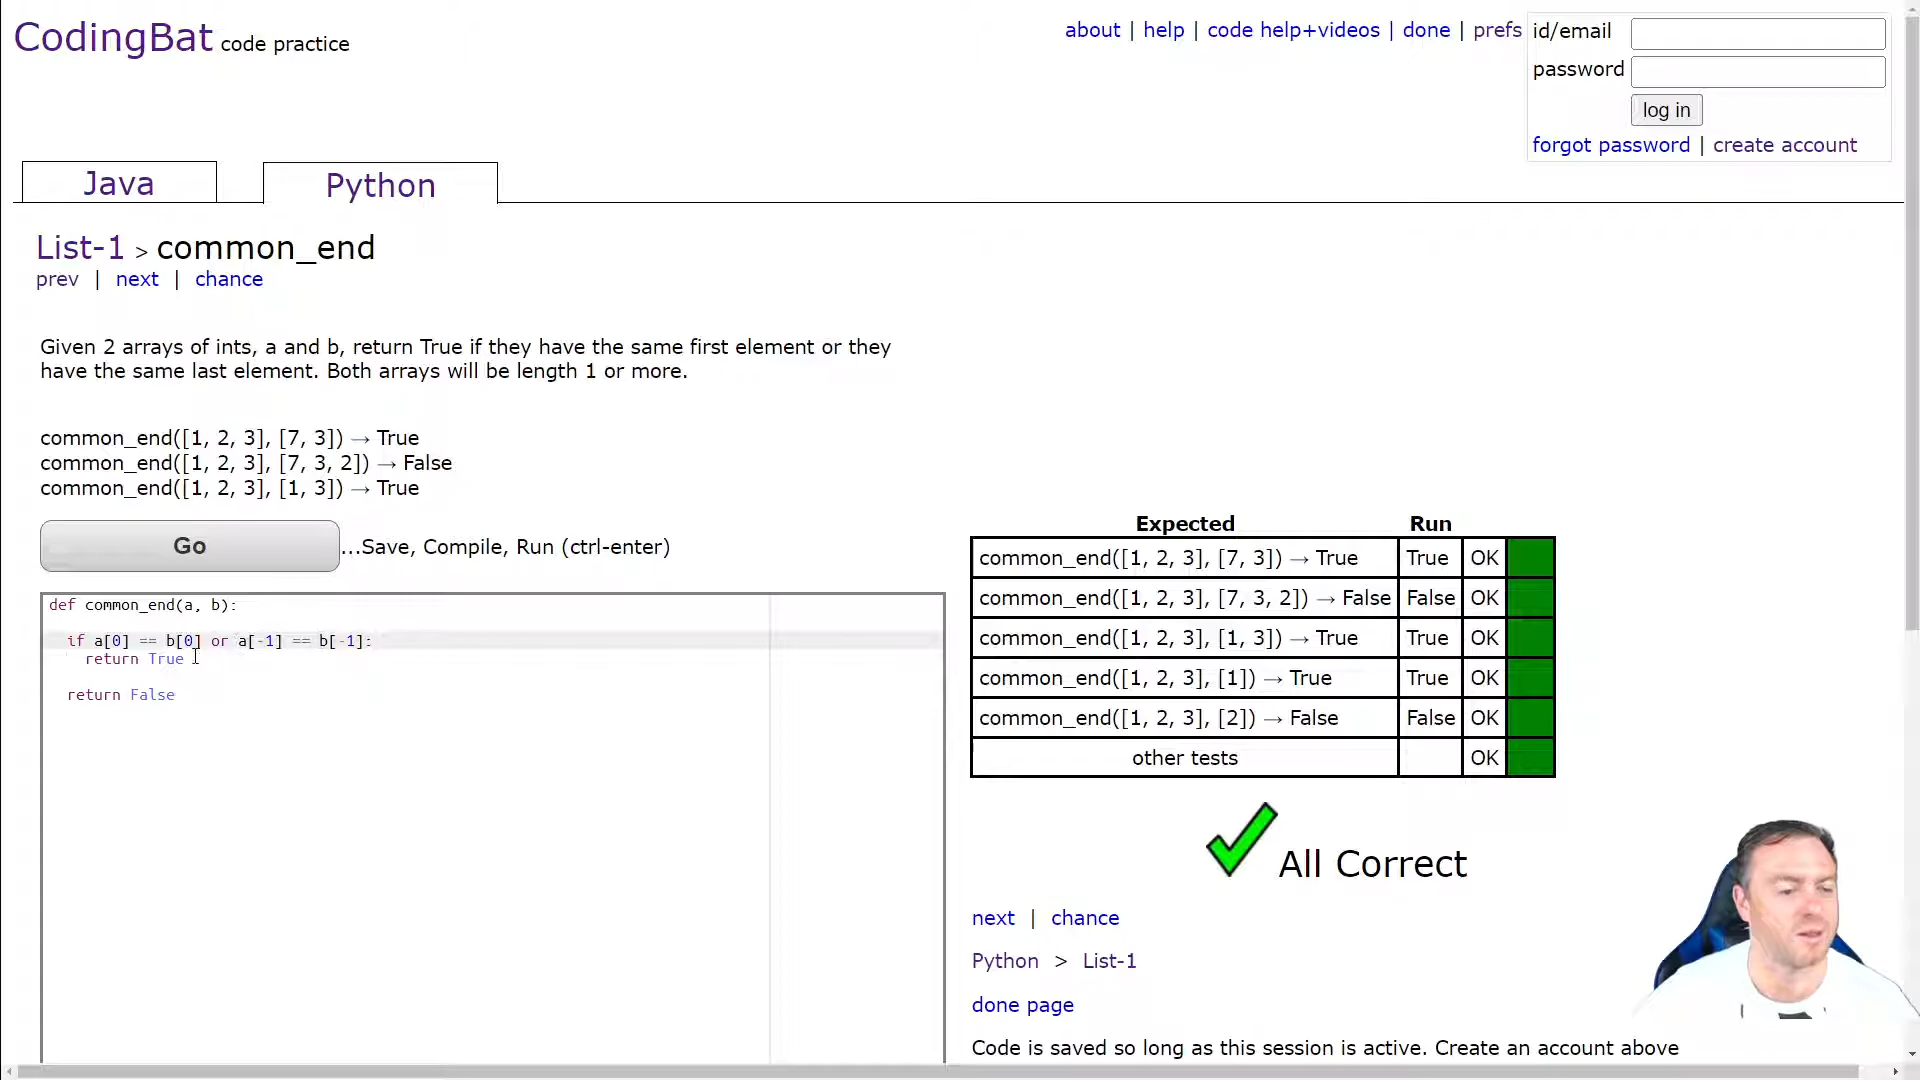 CodingBat code practice
about | help | code help+videos | done | prefs
id/email
password
log in
forgot password | create account
Java
Python
List-1 > common_end
prev | next | chance
Given 2 arrays of ints, a and b, return True if they have the same first element or they
have the same last element. Both arrays will be length 1 or more.
common_end([1, 2, 3], [7, 3]) → True
common_end([1, 2, 3], [7, 3, 2]) → False
common_end([1, 2, 3], [1, 3]) → True
Go ...Save, Compile, Run (ctrl-enter)
def common_end(a, b):
if a[0] == b[0] or a[-1] == b[-1]:
return True
return False
Expected Run
common_end([1, 2, 3], [7, 3]) → True True OK
common_end([1, 2, 3], [7, 3, 2]) → False False OK
common_end([1, 2, 3], [1, 3]) → True True OK
common_end([1, 2, 3], [1]) → True True OK
common_end([1, 2, 3], [2]) → False False OK
other tests OK
All Correct
next | chance
Python > List-1
done page
Code is saved so long as this session is active. Create an account above